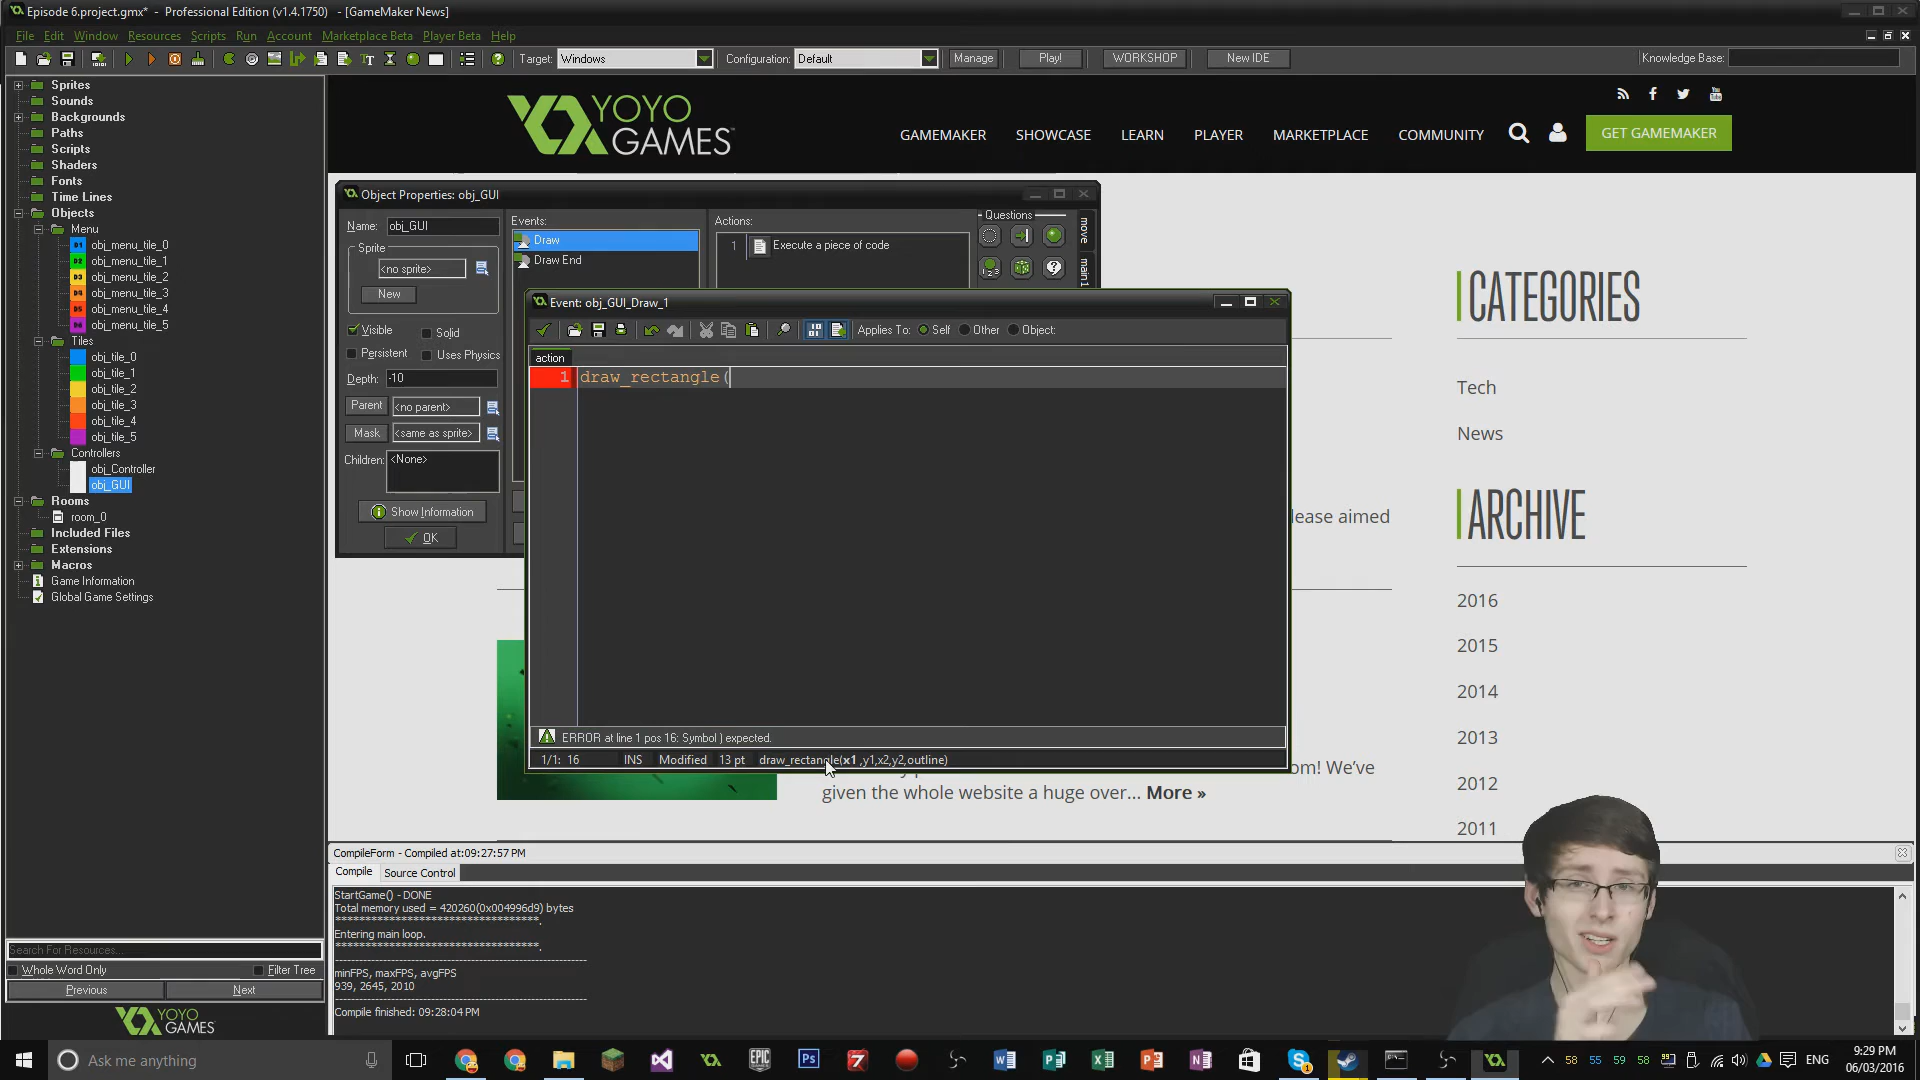 Episode 6.project.gmx* - Professional Edition (v1.4.1750) - [GameMaker News]
File Edit Window Resources Scripts Run Account Marketplace Beta Player Beta Help
Target: Windows Configuration: Default Manage Play! WORKSHOP New IDE Knowledge Base:
Sprites
Sounds
Backgrounds
Paths
Scripts
Shaders
Fonts
Time Lines
Objects
Menu
obj_menu_tile_0
obj_menu_tile_1
obj_menu_tile_2
obj_menu_tile_3
obj_menu_tile_4
obj_menu_tile_5
Tiles
obj_tile_0
obj_tile_1
obj_tile_2
obj_tile_3
obj_tile_4
obj_tile_5
Controllers
obj_Controller
obj_GUI
Rooms
room_0
Included Files
Extensions
Macros
Game Information
Global Game Settings
Search For Resources...
Whole Word Only Filter Tree
Previous Next
YOYO
GAMES
YOYO
GAMES
GAMEMAKER SHOWCASE LEARN PLAYER MARKETPLACE COMMUNITY GET GAMEMAKER
Object Properties: obj_GUI
Name: obj_GUI
Sprite
<no sprite>
New
Visible Solid
Persistent Uses Physics
Depth: -10
Parent <no parent>
Mask <same as sprite>
Children: <None>
Show Information
OK
Events:
Draw
Draw End
Actions:
1 Execute a piece of code
Questions
move
main1
Event: obj_GUI_Draw_1
Applies To: Self Other Object:
action
1 draw_rectangle(
ERROR at line 1 pos 16: Symbol ) expected.
1/1: 16 INS Modified 13 pt draw_rectangle(x1 ,y1,x2,y2,outline)
CATEGORIES
Tech
News
lease aimed
ARCHIVE
2016
2015
2014
2013
2012
2011
om! We've
given the whole website a huge over... More »
CompileForm - Compiled at:09:27:57 PM
Compile Source Control
StartGame() - DONE
Total memory used = 420260(0x004996d9) bytes
**********************************.
Entering main loop.
**********************************.
minFPS, maxFPS, avgFPS
939, 2645, 2010
Compile finished: 09:28:04 PM
Ask me anything
58 55 59 58 ENG
9:29 PM
06/03/2016